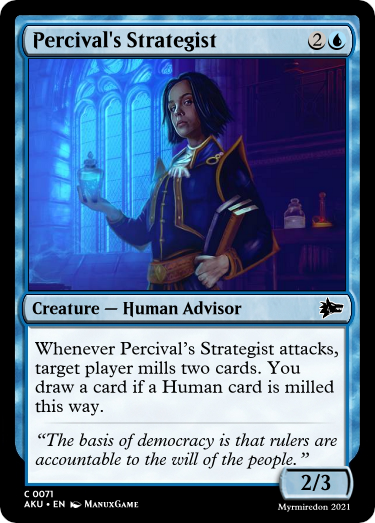 Percival's Strategist 2
Creature — Human Advisor
Whenever Percival's Strategist attacks,
target player mills two cards. You
draw a card if a Human card is milled
this way.
“The basis of democracy is that rulers are
accountable to the will of the people.”
2/3
C 0071
AKU • EN ManuxGame
Myrmiredon 2021